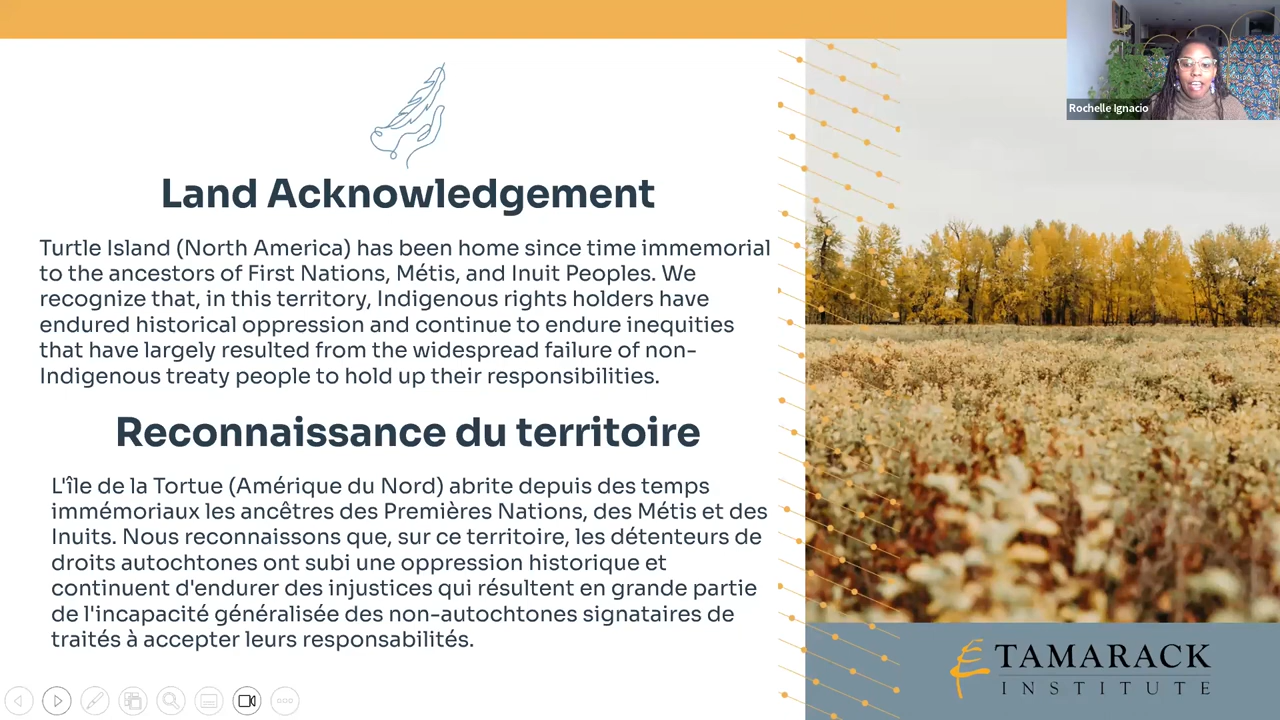 Rochelle Ignacio
Land Acknowledgement
Turtle Island (North America) has been home since time immemorial
to the ancestors of First Nations, Métis, and Inuit Peoples. We
recognize that, in this territory, Indigenous rights holders have
endured historical oppression and continue to endure inequities
that have largely resulted from the widespread failure of non-
Indigenous treaty people to hold up their responsibilities.
Reconnaissance du territoire
L'île de la Tortue (Amérique du Nord) abrite depuis des temps
immémoriaux les ancêtres des Premières Nations, des Métis et des
Inuits. Nous reconnaissons que, sur ce territoire, les détenteurs de
droits autochtones ont subi une oppression historique et
continuent d'endurer des injustices qui résultent en grande partie
de l'incapacité généralisée des non-autochtones signataires de
traités à accepter leurs responsabilités.
TAMARACK
INSTITUTE